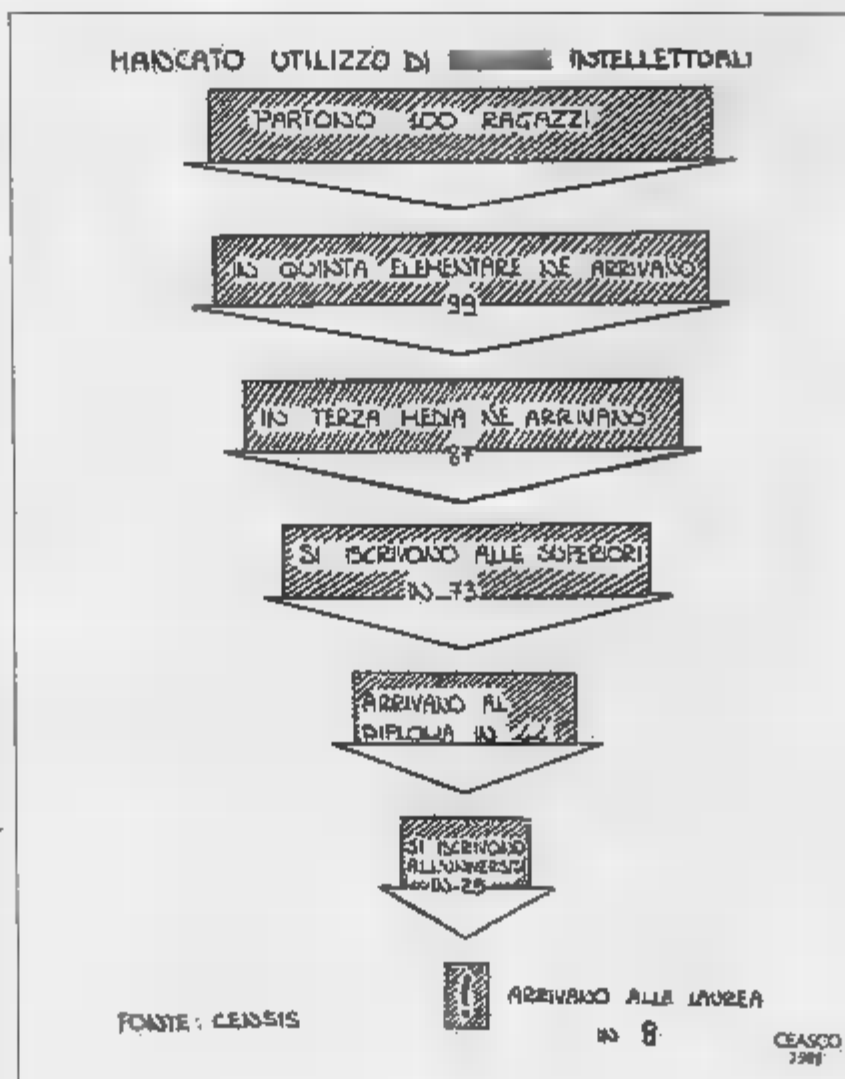 MANCATO UTILIZZO DI INTELLETTUALI
PARTONO 100 RAGAZZI
IN QUINTA ELEMENTARE NE ARRIVANO
99
IN TERZA MEDIA NE ARRIVANO
87
SI ISCRIVONO ALLE SUPERIORI
IN 73
ARRIVANO AL
DIPLOMA IN
SI ISCRIVONO
ALL'UNIVERSITÀ
IN 25
ARRIVANO ALLA LAUREA
IN 8
FONTE: CENSIS
CEASCO